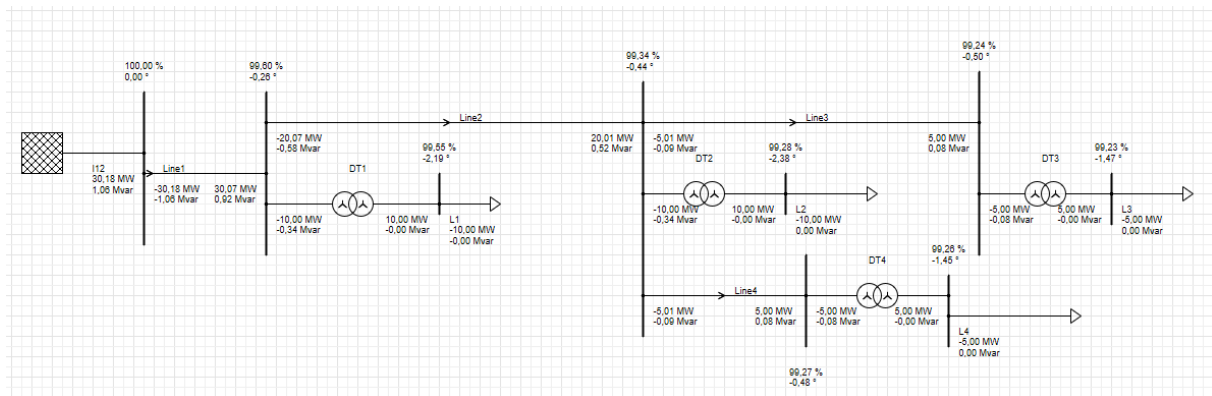 100,00 %
0,00 °
99,60 %
-0,26 °
99,34 %
-0,44 °
99,24 %
-0,50 °
I12
30,18 MW
1,06 Mvar
Line1
-30,18 MW
-1,06 Mvar
30,07 MW
0,92 Mvar
-20,07 MW
-0,58 Mvar
Line2
20,01 MW
0,52 Mvar
-5,01 MW
-0,09 Mvar
Line3
5,00 MW
0,08 Mvar
DT1
99,55 %
-2,19 °
-10,00 MW
-0,34 Mvar
10,00 MW
-0,00 Mvar
L1
-10,00 MW
-0,00 Mvar
DT2
99,28 %
-2,38 °
-10,00 MW
-0,34 Mvar
10,00 MW
-0,00 Mvar
L2
-10,00 MW
0,00 Mvar
DT3
99,23 %
-1,47 °
-5,00 MW
-0,08 Mvar
5,00 MW
-0,00 Mvar
L3
-5,00 MW
0,00 Mvar
Line4
-5,01 MW
-0,09 Mvar
5,00 MW
0,08 Mvar
DT4
99,26 %
-1,45 °
-5,00 MW
-0,08 Mvar
5,00 MW
-0,00 Mvar
L4
-5,00 MW
0,00 Mvar
99,27 %
-0,48 °